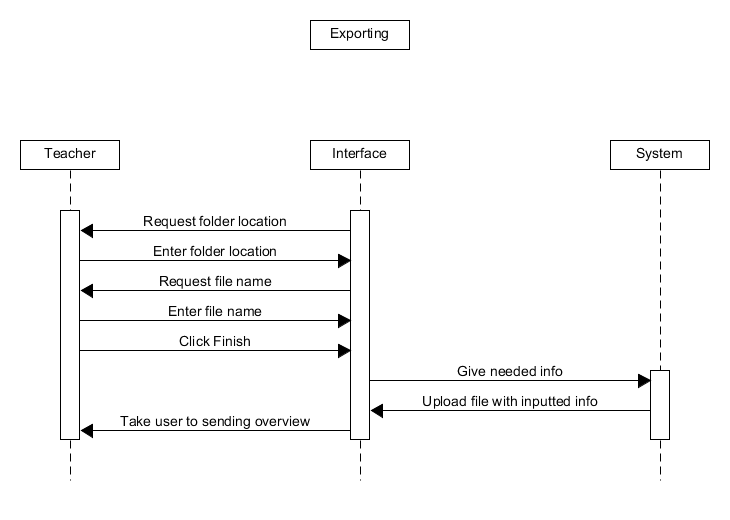 Exporting
Teacher
Interface
System
Request folder location
Enter folder location
Request file name
Enter file name
Click Finish
Give needed info
Upload file with inputted info
Take user to sending overview